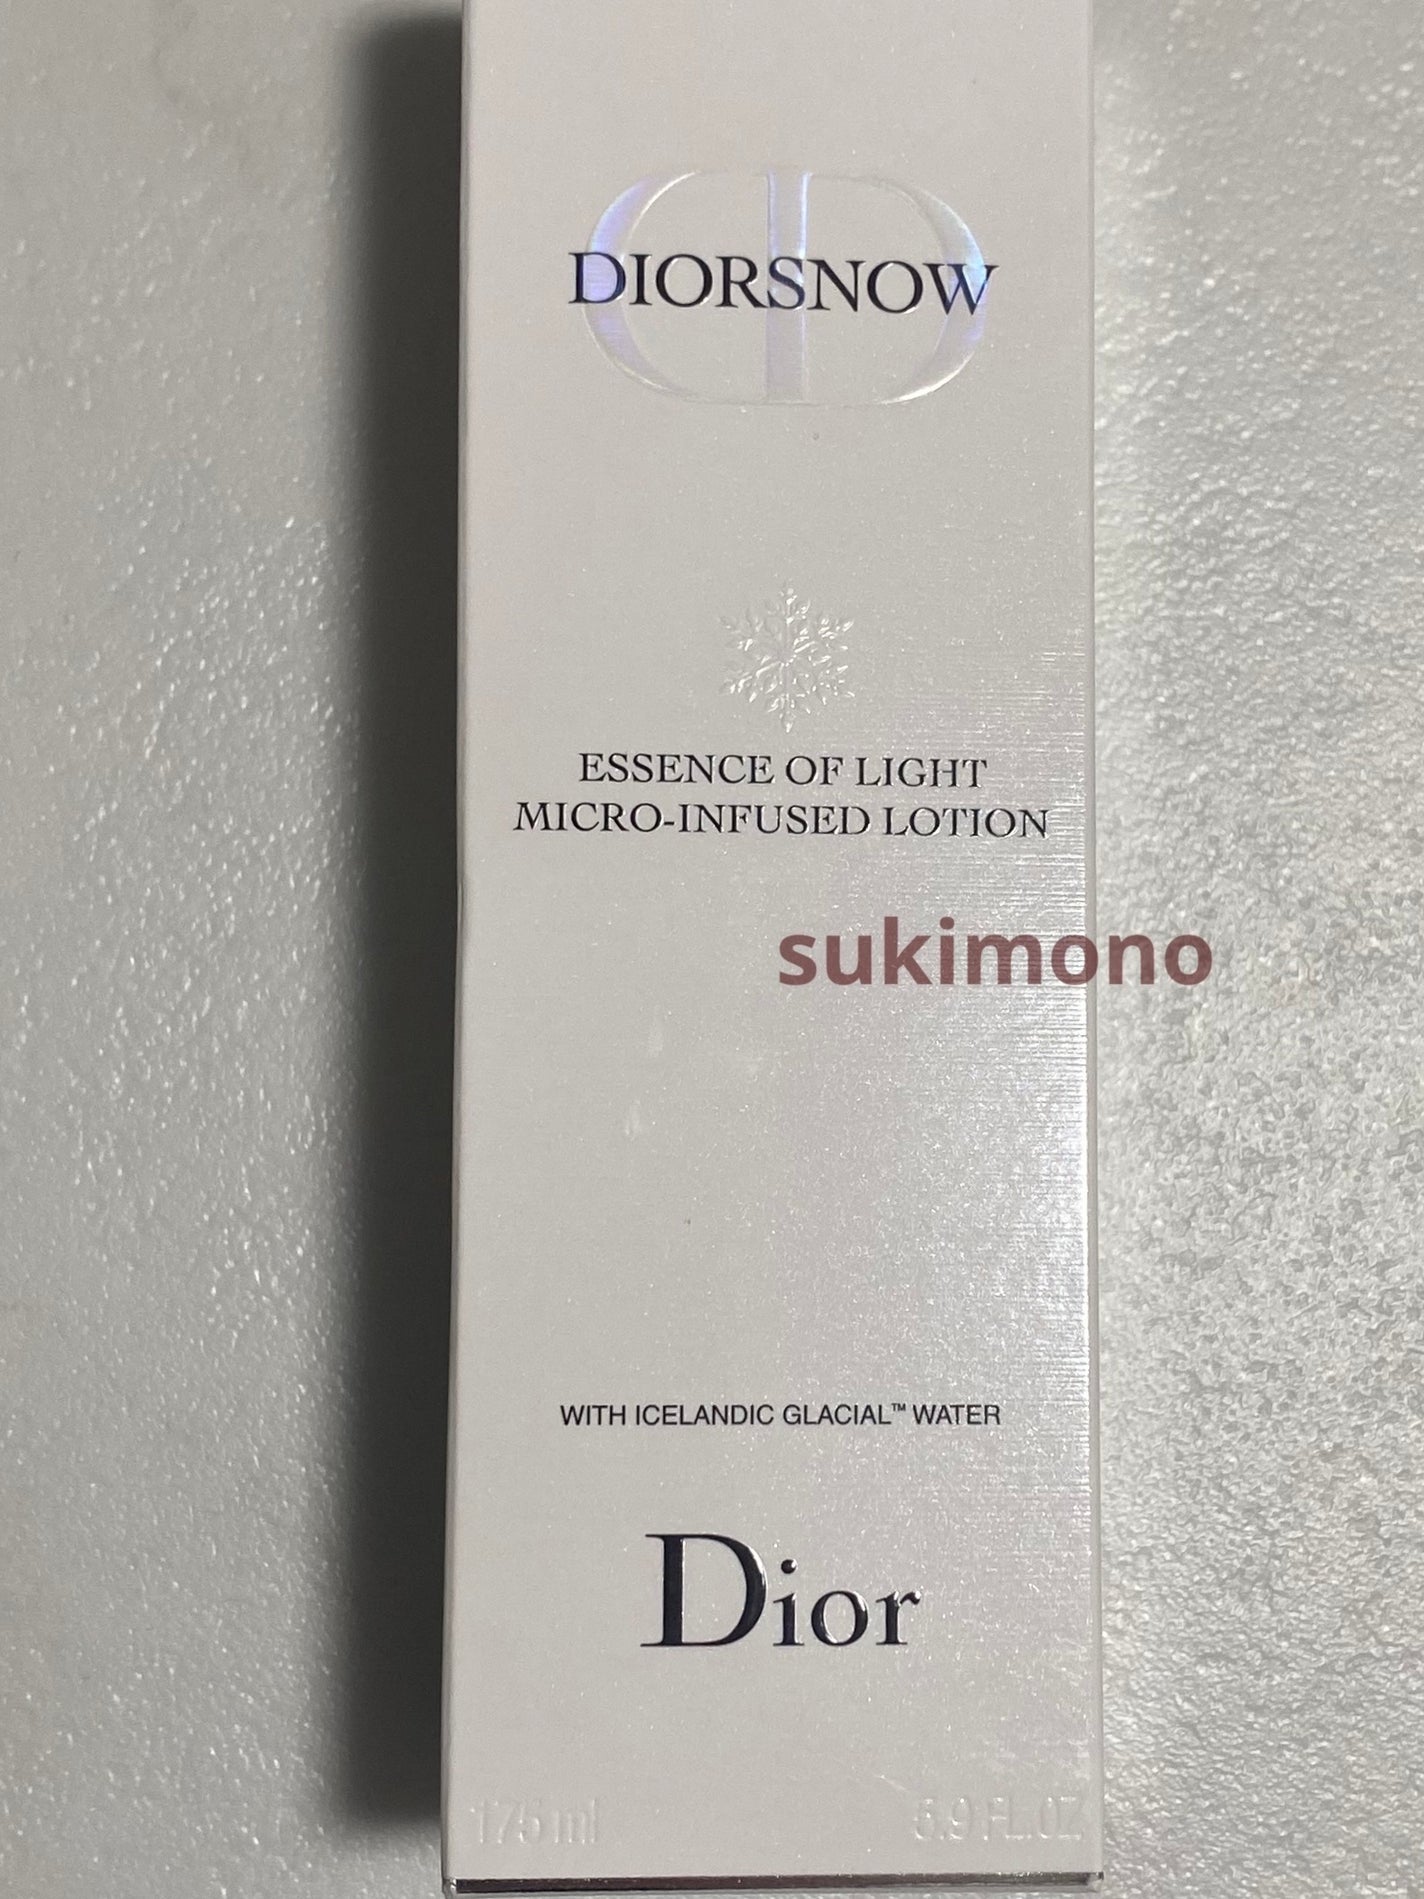 DIORSNOW
ESSENCE OF LIGHT
MICRO-INFUSED LOTION
sukimono
WITH ICELANDIC GLACIAL™ WATER
Dior
175 ml 5.9 FL.OZ